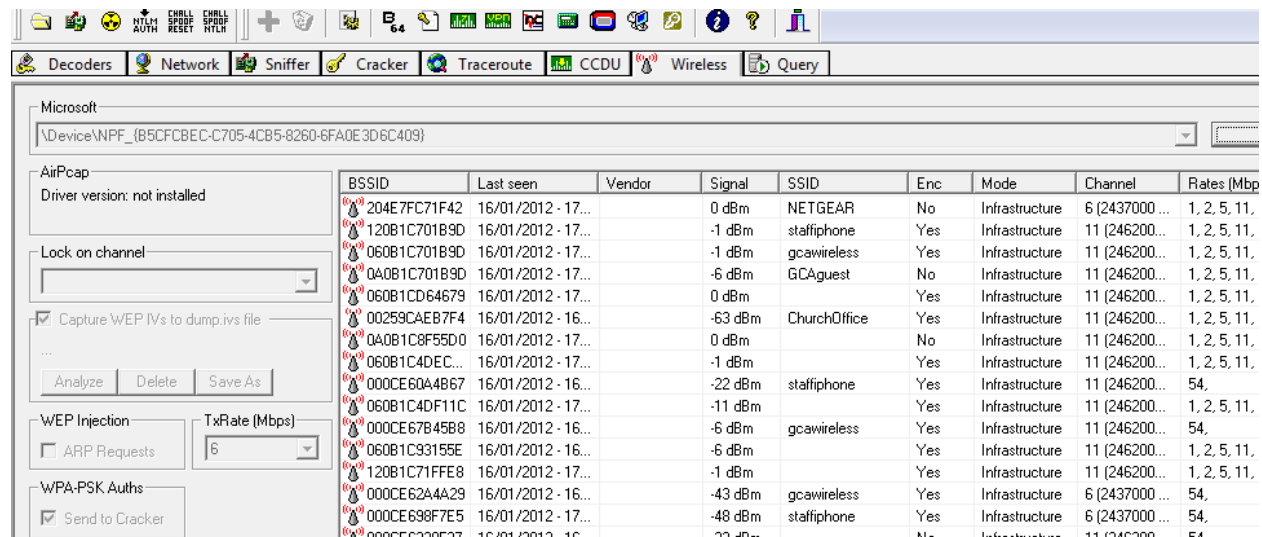 NTLM AUTH CHALL SPOOF RESET CHALL SPOOF NTLM B 64
Decoders Network Sniffer Cracker Traceroute CCDU Wireless Query
Microsoft
\Device\NPF_{B5CFCBEC-C705-4CB5-8260-6FA0E3D6C409}
AirPcap
Driver version: not installed
Lock on channel
Capture WEP IVs to dump.ivs file
...
Analyze Delete Save As
WEP Injection TxRate (Mbps)
ARP Requests 6
WPA-PSK Auths
Send to Cracker
BSSID Last seen Vendor Signal SSID Enc Mode Channel Rates (Mbp
204E7FC71F42 16/01/2012 - 17... 0 dBm NETGEAR No Infrastructure 6 (2437000 ... 1, 2, 5, 11,
120B1C701B9D 16/01/2012 - 17... -1 dBm staffiphone Yes Infrastructure 11 (246200... 1, 2, 5, 11,
060B1C701B9D 16/01/2012 - 17... -1 dBm gcawireless Yes Infrastructure 11 (246200... 1, 2, 5, 11,
0A0B1C701B9D 16/01/2012 - 17... -6 dBm GCAguest No Infrastructure 11 (246200... 1, 2, 5, 11,
060B1CD64679 16/01/2012 - 17... 0 dBm Yes Infrastructure 11 (246200... 1, 2, 5, 11,
00259CAEB7F4 16/01/2012 - 16... -63 dBm ChurchOffice Yes Infrastructure 11 (246200... 1, 2, 5, 11,
0A0B1C8F55D0 16/01/2012 - 17... 0 dBm No Infrastructure 11 (246200... 1, 2, 5, 11,
060B1C4DEC... 16/01/2012 - 17... -1 dBm Yes Infrastructure 11 (246200... 1, 2, 5, 11,
000CE60A4B67 16/01/2012 - 16... -22 dBm staffiphone Yes Infrastructure 11 (246200... 54,
060B1C4DF11C 16/01/2012 - 17... -11 dBm Yes Infrastructure 11 (246200... 1, 2, 5, 11,
000CE67B45B8 16/01/2012 - 16... -6 dBm gcawireless Yes Infrastructure 11 (246200... 54,
060B1C93155E 16/01/2012 - 16... -6 dBm Yes Infrastructure 11 (246200... 1, 2, 5, 11,
120B1C71FFE8 16/01/2012 - 17... -1 dBm Yes Infrastructure 11 (246200... 1, 2, 5, 11,
000CE62A4A29 16/01/2012 - 16... -43 dBm gcawireless Yes Infrastructure 6 (2437000 ... 54,
000CE698F7E5 16/01/2012 - 17... -48 dBm staffiphone Yes Infrastructure 6 (2437000 ... 54,